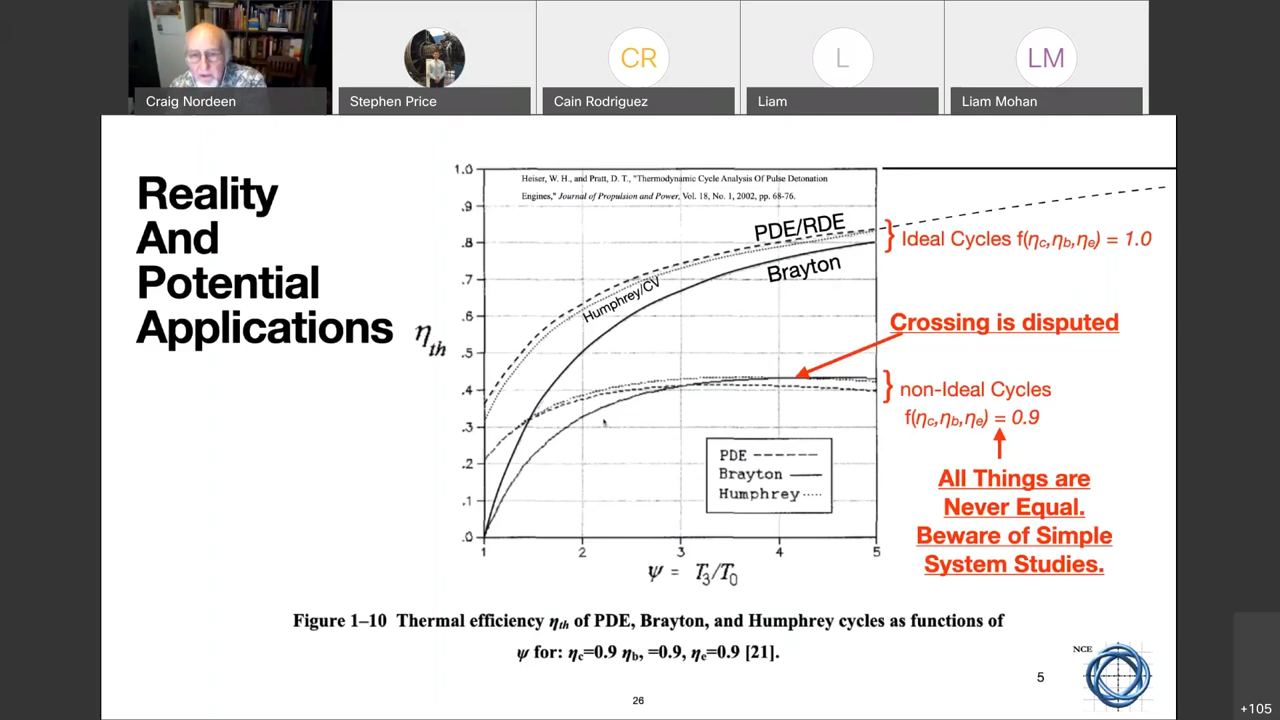 CR
L
LM
Craig Nordeen
Stephen Price
Cain Rodriguez
Liam
Liam Mohan
Reality
And
Potential
Applications
Heiser, W. H., and Pratt, D. T., "Thermodynamic Cycle Analysis Of Pulse Detonation
Engines," Journal of Propulsion and Power, Vol. 18, No. 1, 2002, pp. 68-76.
1.0
.9
.8
.7
.6
.5
.4
.3
.2
.1
.0
ηth
PDE/RDE
Humphrey/CV
Brayton
PDE
Brayton
Humphrey
1
2
3
4
5
Ψ = T3/T0
} Ideal Cycles f(ηc,ηb,ηe) = 1.0
Crossing is disputed
} non-Ideal Cycles
f(ηc,ηb,ηe) = 0.9
All Things are
Never Equal.
Beware of Simple
System Studies.
Figure 1–10 Thermal efficiency ηth of PDE, Brayton, and Humphrey cycles as functions of
ψ for: ηc=0.9 ηb, =0.9, ηe=0.9 [21].
26
5
NCE
+105